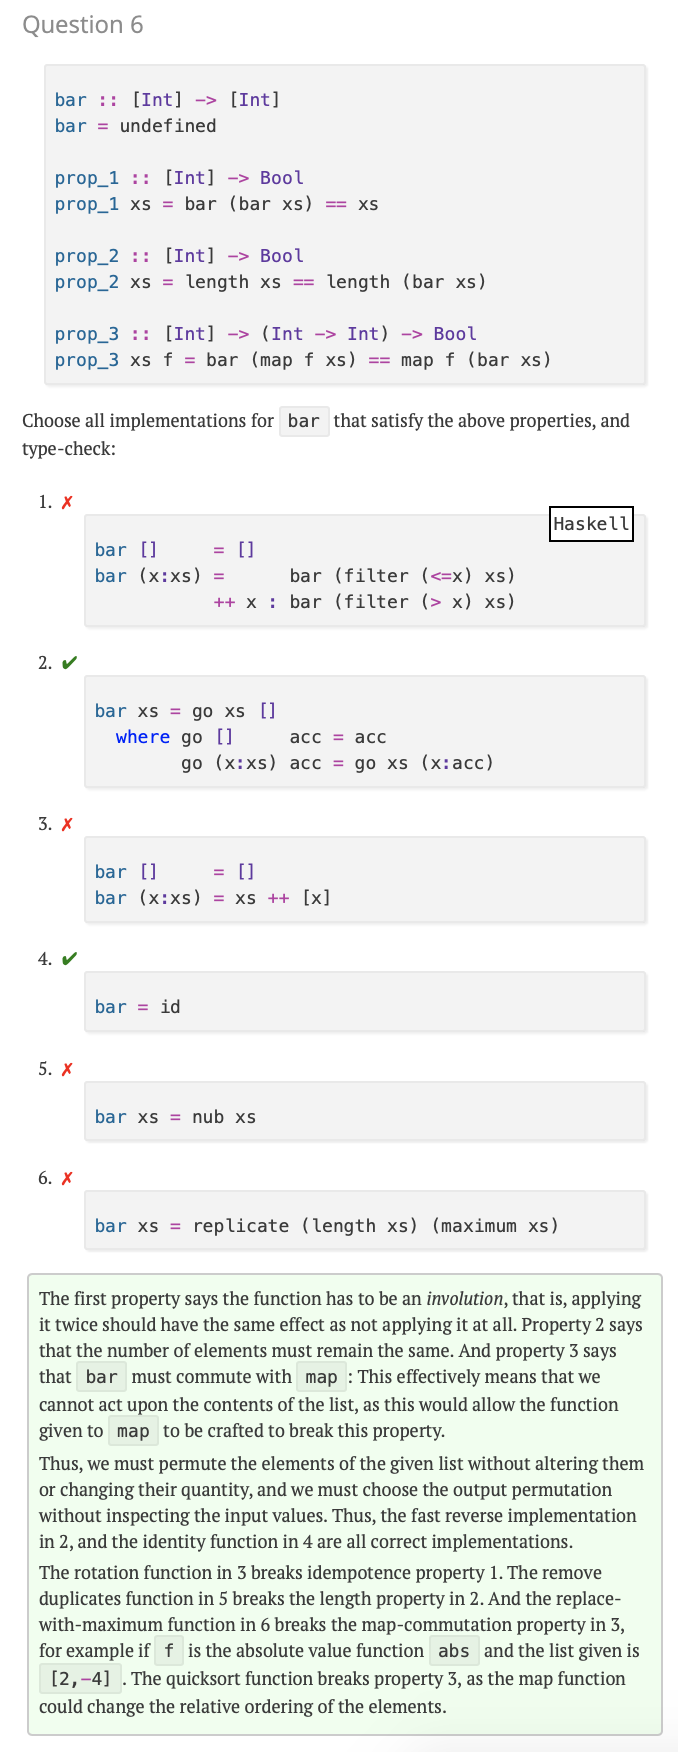 Question 6
bar :: [Int] -> [Int]
bar = undefined
prop_1 :: [Int] -> Bool
prop_1 xs = bar (bar xs) == xs
prop_2 :: [Int] -> Bool
prop_2 xs = length xs == length (bar xs)
prop_3 :: [Int] -> (Int -> Int) -> Bool
prop_3 xs f = bar (map f xs) == map f (bar xs)
Choose all implementations for bar that satisfy the above properties, and
type-check:
1. ✗
Haskell
bar []     = []
bar (x:xs) =      bar (filter (<=x) xs)
           ++ x : bar (filter (> x) xs)
2. ✔
bar xs = go xs []
  where go []     acc = acc
        go (x:xs) acc = go xs (x:acc)
3. ✗
bar []     = []
bar (x:xs) = xs ++ [x]
4. ✔
bar = id
5. ✗
bar xs = nub xs
6. ✗
bar xs = replicate (length xs) (maximum xs)
The first property says the function has to be an involution, that is, applying
it twice should have the same effect as not applying it at all. Property 2 says
that the number of elements must remain the same. And property 3 says
that bar must commute with map : This effectively means that we
cannot act upon the contents of the list, as this would allow the function
given to map to be crafted to break this property.
Thus, we must permute the elements of the given list without altering them
or changing their quantity, and we must choose the output permutation
without inspecting the input values. Thus, the fast reverse implementation
in 2, and the identity function in 4 are all correct implementations.
The rotation function in 3 breaks idempotence property 1. The remove
duplicates function in 5 breaks the length property in 2. And the replace-
with-maximum function in 6 breaks the map-commutation property in 3,
for example if f is the absolute value function abs and the list given is
[2,-4] . The quicksort function breaks property 3, as the map function
could change the relative ordering of the elements.